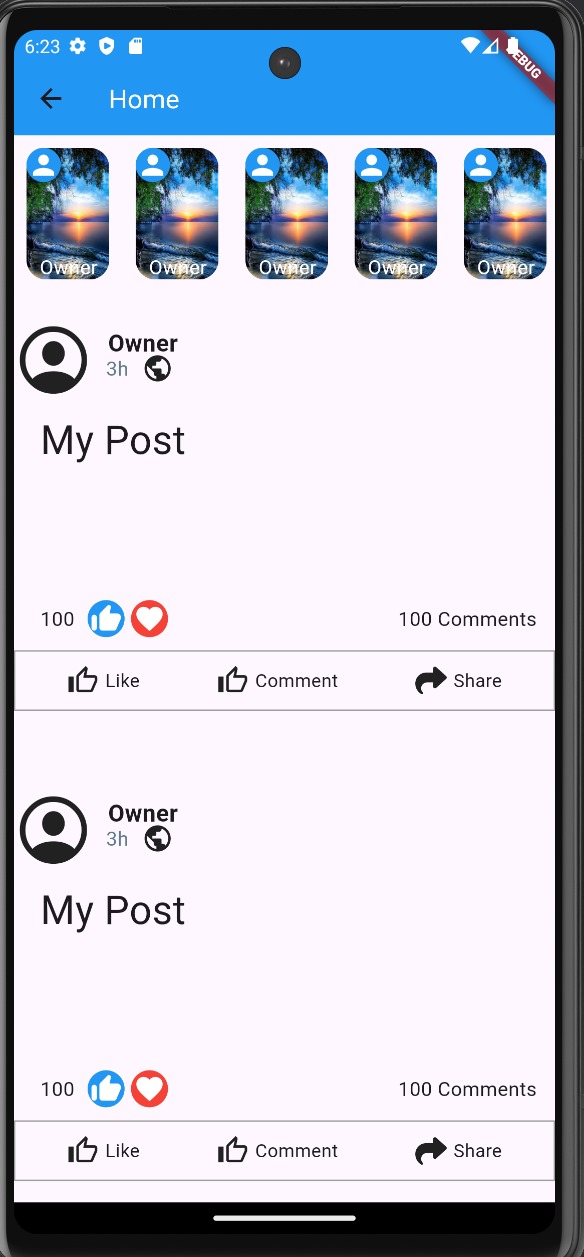 6:23
DEBUG
Home
Owner Owner Owner Owner Owner
Owner
3h
My Post
100 100 Comments
Like Comment Share
Owner
3h
My Post
100 100 Comments
Like Comment Share